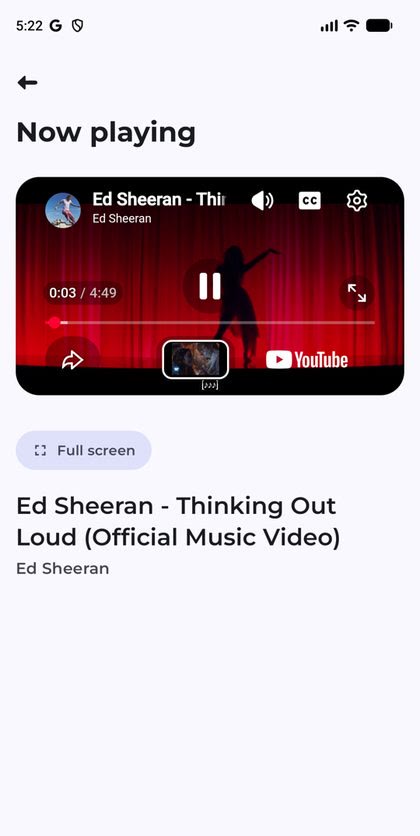 5:22
Now playing
Ed Sheeran - Thi
Ed Sheeran
CC
0:03 / 4:49
YouTube
[♪♪♪]
Full screen
Ed Sheeran - Thinking Out
Loud (Official Music Video)
Ed Sheeran